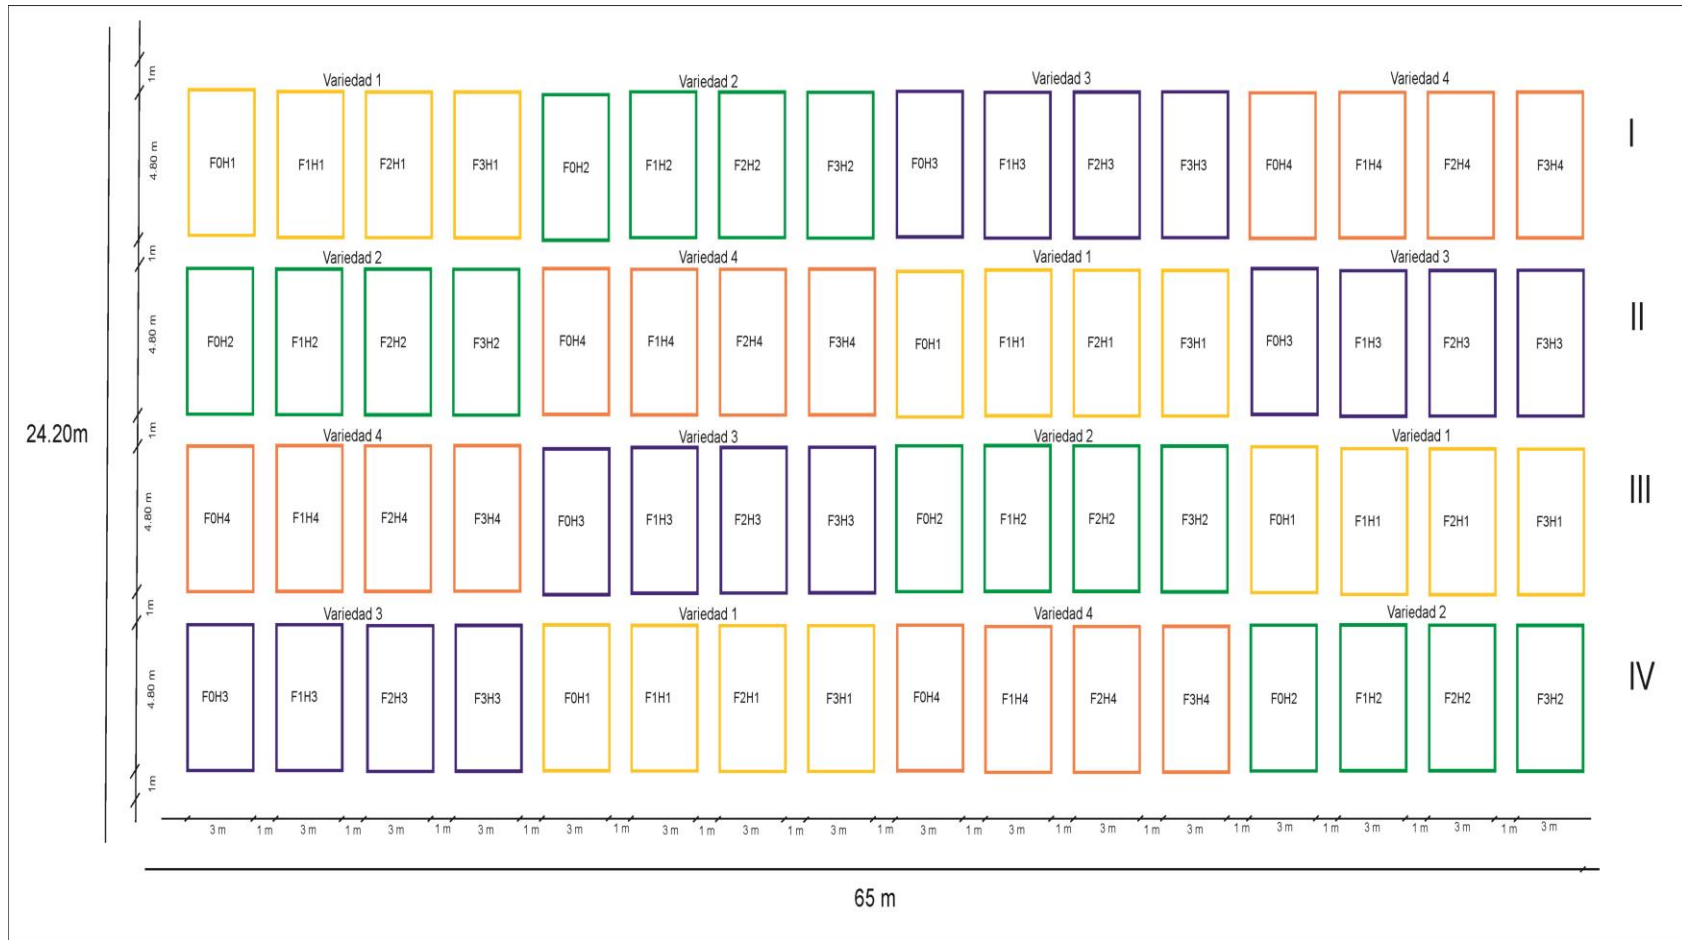 Variedad 1 Variedad 2 Variedad 3 Variedad 4
1m
4.80 m
F0H1 F1H1 F2H1 F3H1 F0H2 F1H2 F2H2 F3H2 F0H3 F1H3 F2H3 F3H3 F0H4 F1H4 F2H4 F3H4
I
1m
Variedad 2 Variedad 4 Variedad 1 Variedad 3
4.80 m
F0H2 F1H2 F2H2 F3H2 F0H4 F1H4 F2H4 F3H4 F0H1 F1H1 F2H1 F3H1 F0H3 F1H3 F2H3 F3H3
II
24.20m
1m
Variedad 4 Variedad 3 Variedad 2 Variedad 1
4.80 m
F0H4 F1H4 F2H4 F3H4 F0H3 F1H3 F2H3 F3H3 F0H2 F1H2 F2H2 F3H2 F0H1 F1H1 F2H1 F3H1
III
1m
Variedad 3 Variedad 1 Variedad 4 Variedad 2
4.80 m
F0H3 F1H3 F2H3 F3H3 F0H1 F1H1 F2H1 F3H1 F0H4 F1H4 F2H4 F3H4 F0H2 F1H2 F2H2 F3H2
IV
1m
3 m 1 m 3 m 1 m 3 m 1 m 3 m 1 m 3 m 1 m 3 m 1 m 3 m 1 m 3 m 1 m 3 m 1 m 3 m 1 m 3 m 1 m 3 m 1 m 3 m 1 m 3 m 1 m 3 m 1 m 3 m
65 m